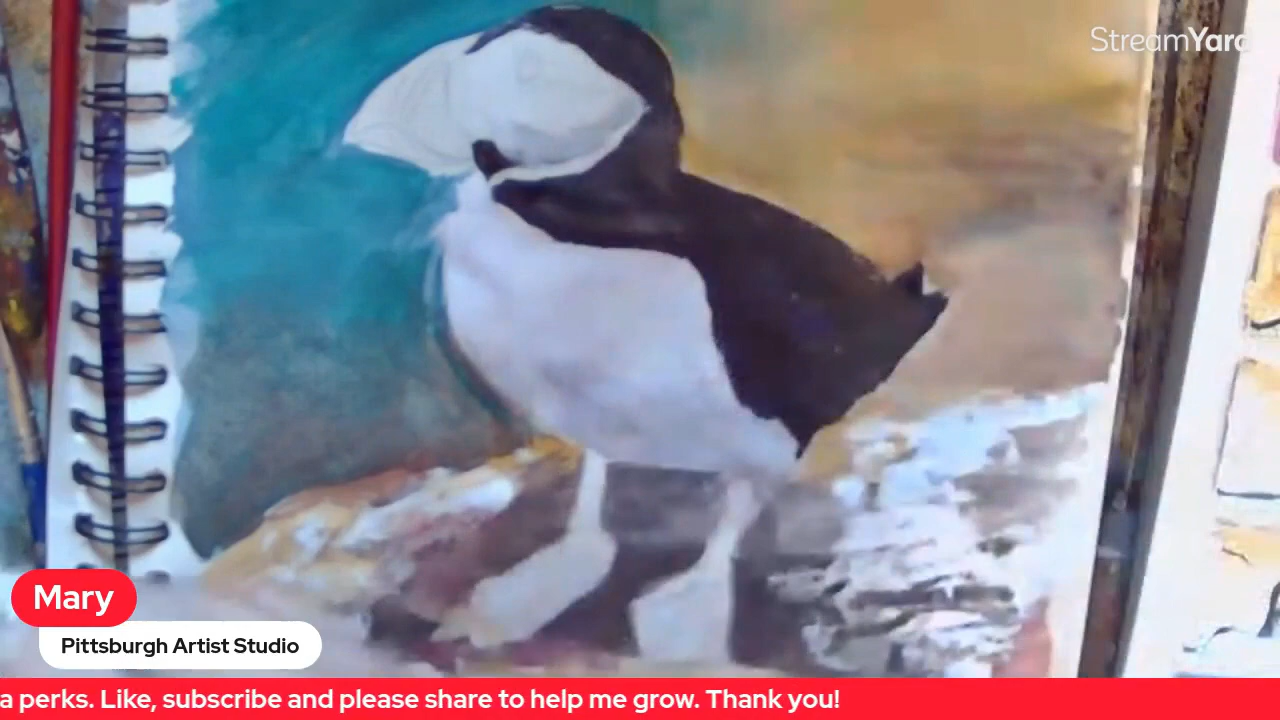 StreamYard
Mary
Pittsburgh Artist Studio
a perks. Like, subscribe and please share to help me grow. Thank you!